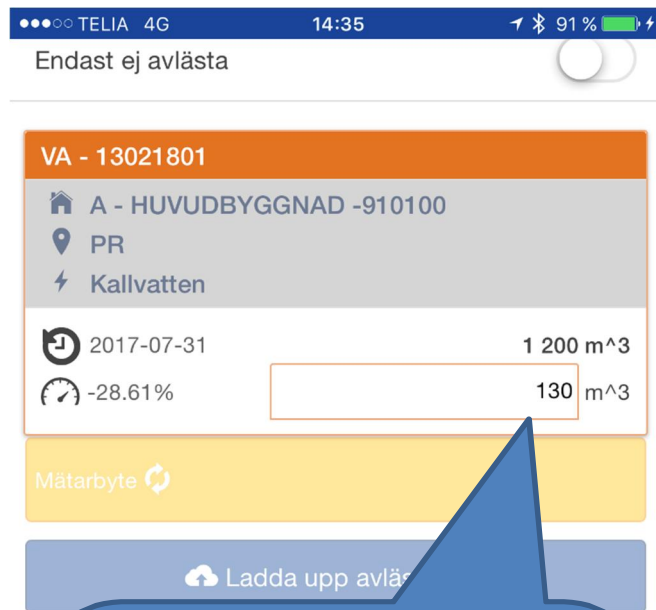 TELIA 4G 14:35 91 %
Endast ej avlästa
VA - 13021801
A - HUVUDBYGGNAD -910100
PR
Kallvatten
2017-07-31 1 200 m^3
-28.61% 130 m^3
Mätarbyte
Ladda upp avläs